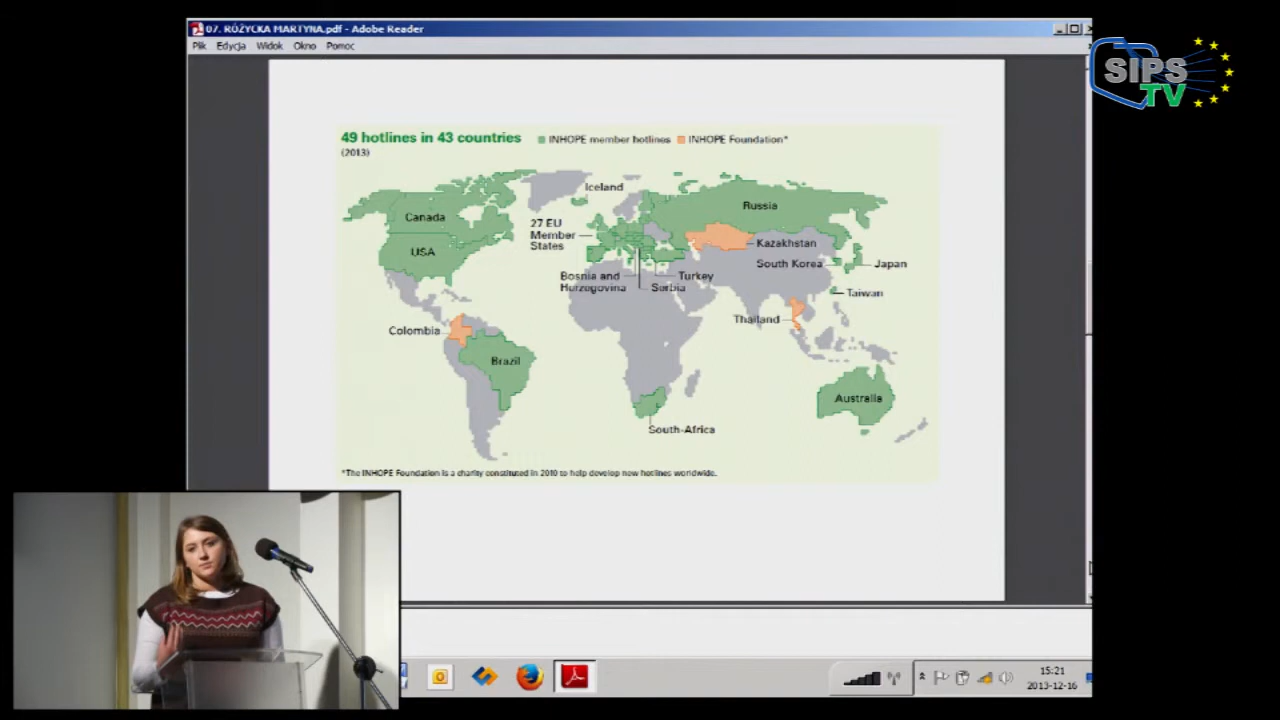 07. RÓŻYCKA MARTYNA.pdf - Adobe Reader
Plik Edycja Widok Okno Pomoc
SIPS
TV
49 hotlines in 43 countries
INHOPE member hotlines
INHOPE Foundation*
(2013)
Iceland
Canada
Russia
27 EU
Member
States
USA
Kazakhstan
South Korea
Japan
Bosnia and
Herzegovina
Turkey
Serbia
Taiwan
Thailand
Colombia
Brazil
Australia
South-Africa
*The INHOPE Foundation is a charity constituted in 2010 to help develop new hotlines worldwide.
15:21
2013-12-16